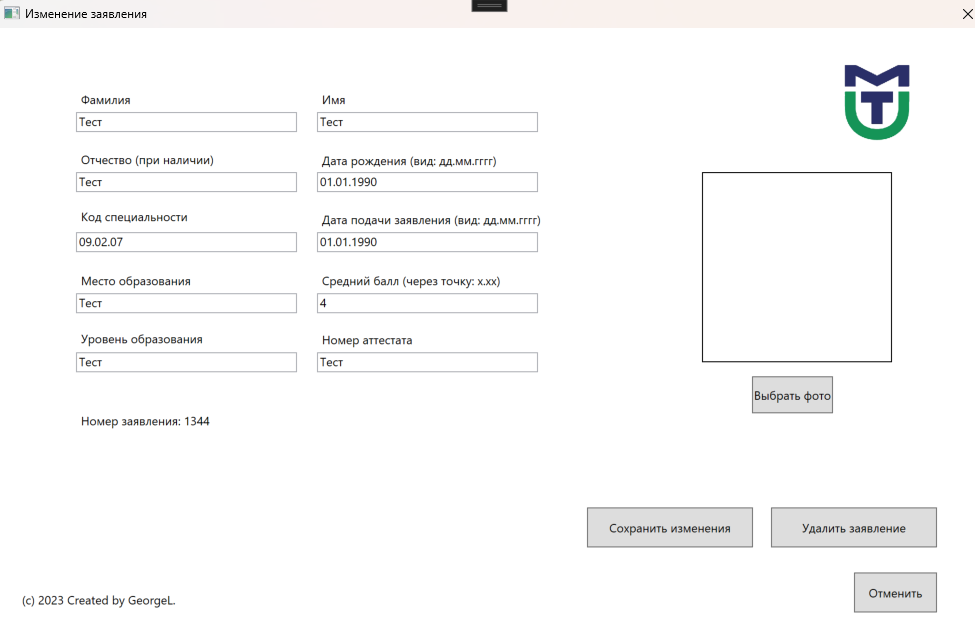 Изменение заявления
Фамилия
Имя
Тест
Тест
Отчество (при наличии)
Дата рождения (вид: дд.мм.гггг)
Тест
01.01.1990
Код специальности
Дата подачи заявления (вид: дд.мм.гггг)
09.02.07
01.01.1990
Место образования
Средний балл (через точку: х.хх)
Тест
4
Уровень образования
Номер аттестата
Тест
Тест
Выбрать фото
Номер заявления: 1344
Сохранить изменения
Удалить заявление
Отменить
(c) 2023 Created by GeorgeL.